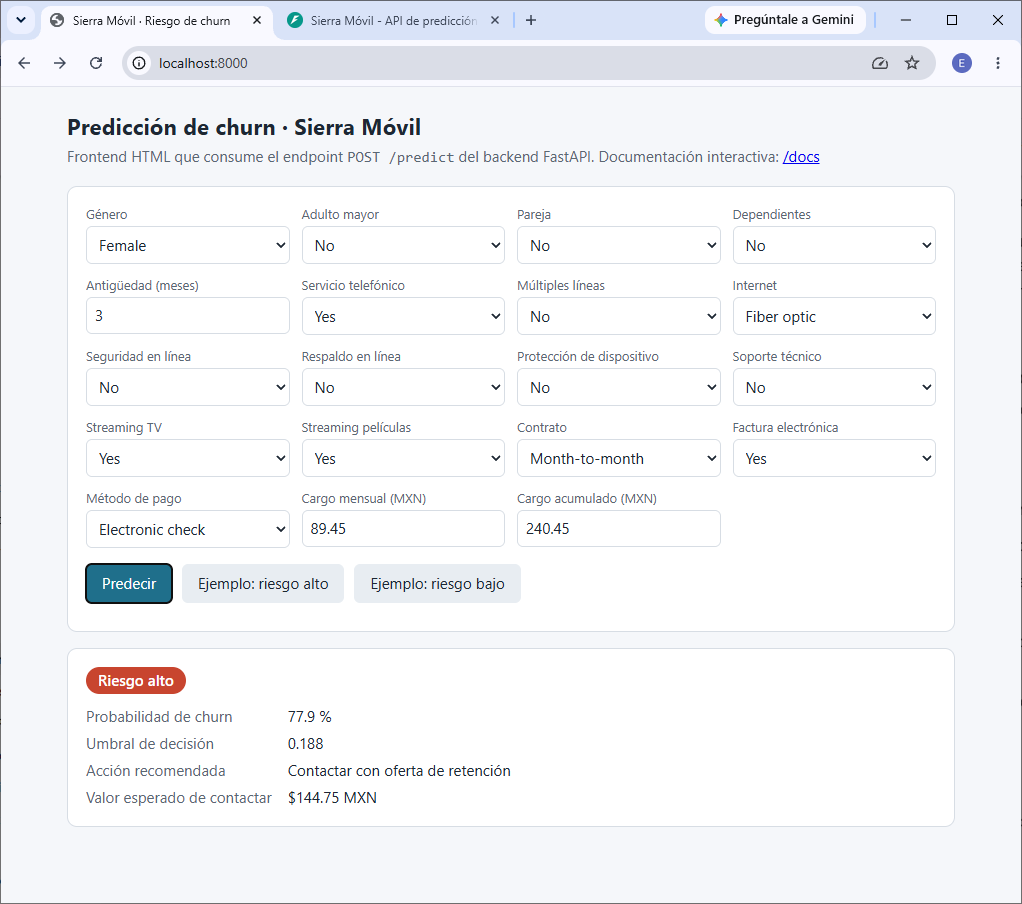 Sierra Móvil · Riesgo de churn
Sierra Móvil - API de predicción
Pregúntale a Gemini
localhost:8000
E
Predicción de churn · Sierra Móvil
Frontend HTML que consume el endpoint POST /predict del backend FastAPI. Documentación interactiva: /docs
Género Adulto mayor Pareja Dependientes
Female No No No
Antigüedad (meses) Servicio telefónico Múltiples líneas Internet
3 Yes No Fiber optic
Seguridad en línea Respaldo en línea Protección de dispositivo Soporte técnico
No No No No
Streaming TV Streaming películas Contrato Factura electrónica
Yes Yes Month-to-month Yes
Método de pago Cargo mensual (MXN) Cargo acumulado (MXN)
Electronic check 89.45 240.45
Predecir Ejemplo: riesgo alto Ejemplo: riesgo bajo
Riesgo alto
Probabilidad de churn 77.9 %
Umbral de decisión 0.188
Acción recomendada Contactar con oferta de retención
Valor esperado de contactar $144.75 MXN